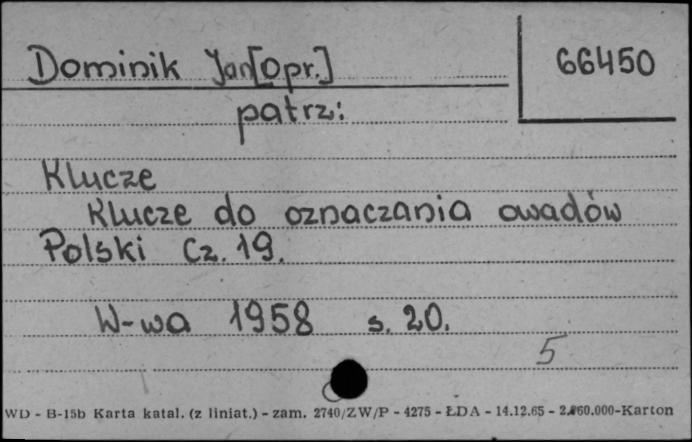 Dominik Jan [Opr.]
66450
patrz:
Klucze
Klucze do oznaczania owadów
Polski Cz. 19.
W-wa 1958 s. 20.
5
WD - B-15b Karta katal. (z liniat.) - zam. 2740/ZW/P - 4275 - ŁDA - 14.12.65 - 2.860.000-Karton